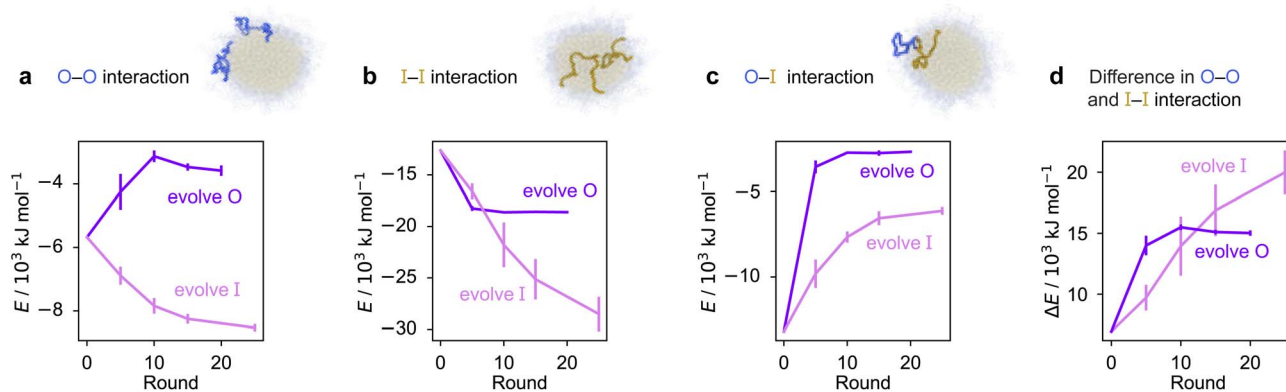 a O–O interaction
E / 10³ kJ mol⁻¹
−4
−6
−8
evolve O
evolve I
0 10 20
Round
b I–I interaction
E / 10³ kJ mol⁻¹
−15
−20
−25
−30
evolve O
evolve I
0 10 20
Round
c O–I interaction
E / 10³ kJ mol⁻¹
−5
−10
evolve O
evolve I
0 10 20
Round
d Difference in O–O
and I–I interaction
ΔE / 10³ kJ mol⁻¹
20
15
10
evolve I
evolve O
0 10 20
Round